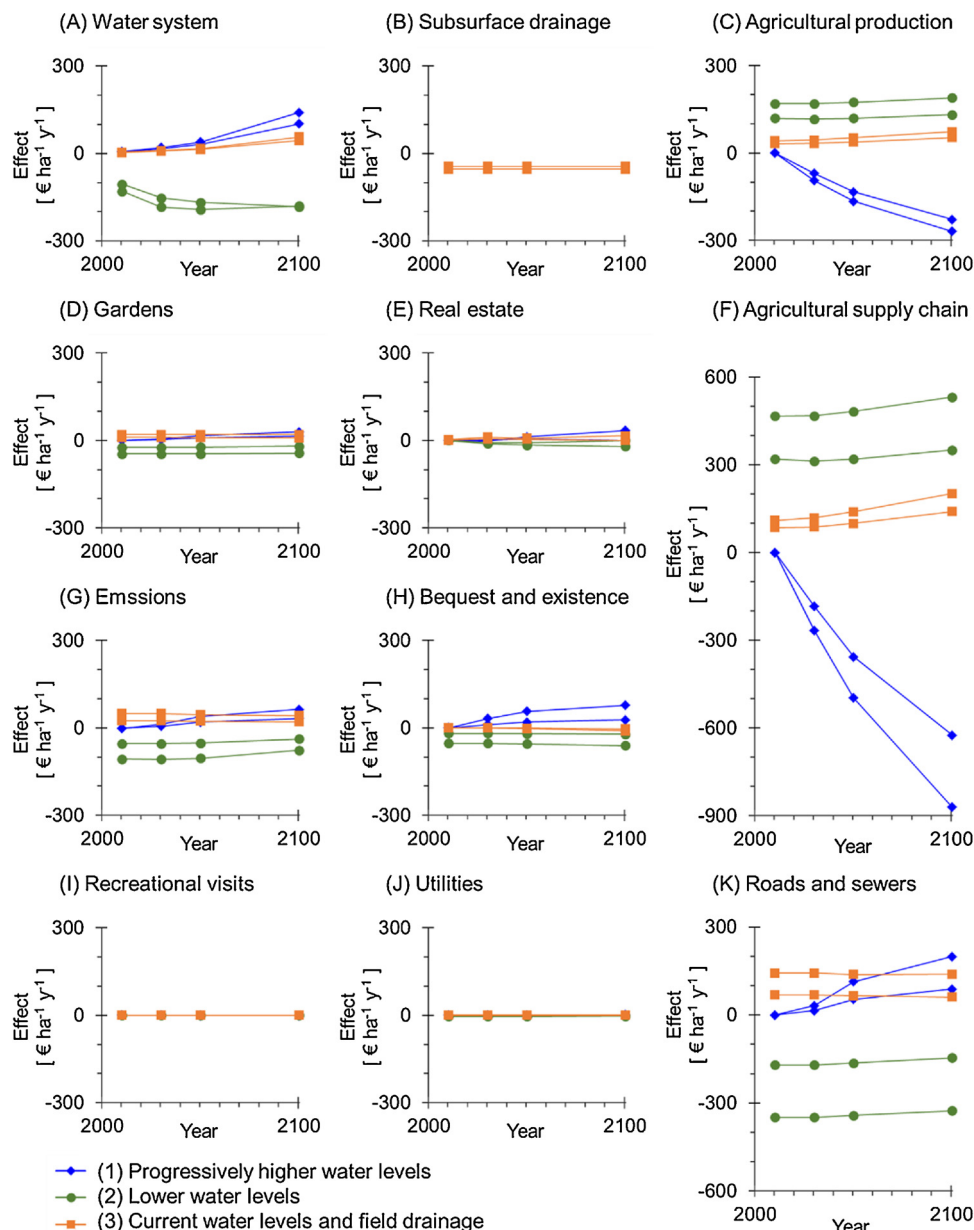 (A) Water system
(B) Subsurface drainage
(C) Agricultural production
300
0
-300
Effect
[ € ha-1 y-1 ]
2000
Year
2100
300
0
-300
Effect
[ € ha-1 y-1 ]
2000
Year
2100
300
0
-300
Effect
[ € ha-1 y-1 ]
2000
Year
2100
(D) Gardens
(E) Real estate
(F) Agricultural supply chain
300
0
-300
Effect
[ € ha-1 y-1 ]
2000
Year
2100
300
0
-300
Effect
[ € ha-1 y-1 ]
2000
Year
2100
600
300
0
-300
-600
-900
Effect
[ € ha-1 y-1 ]
2000
Year
2100
(G) Emssions
(H) Bequest and existence
300
0
-300
Effect
[ € ha-1 y-1 ]
2000
Year
2100
300
0
-300
Effect
[ € ha-1 y-1 ]
2000
Year
2100
(I) Recreational visits
(J) Utilities
(K) Roads and sewers
300
0
-300
Effect
[ € ha-1 y-1 ]
2000
Year
2100
300
0
-300
Effect
[ € ha-1 y-1 ]
2000
Year
2100
300
0
-300
-600
Effect
[ € ha-1 y-1 ]
2000
Year
2100
(1) Progressively higher water levels
(2) Lower water levels
(3) Current water levels and field drainage